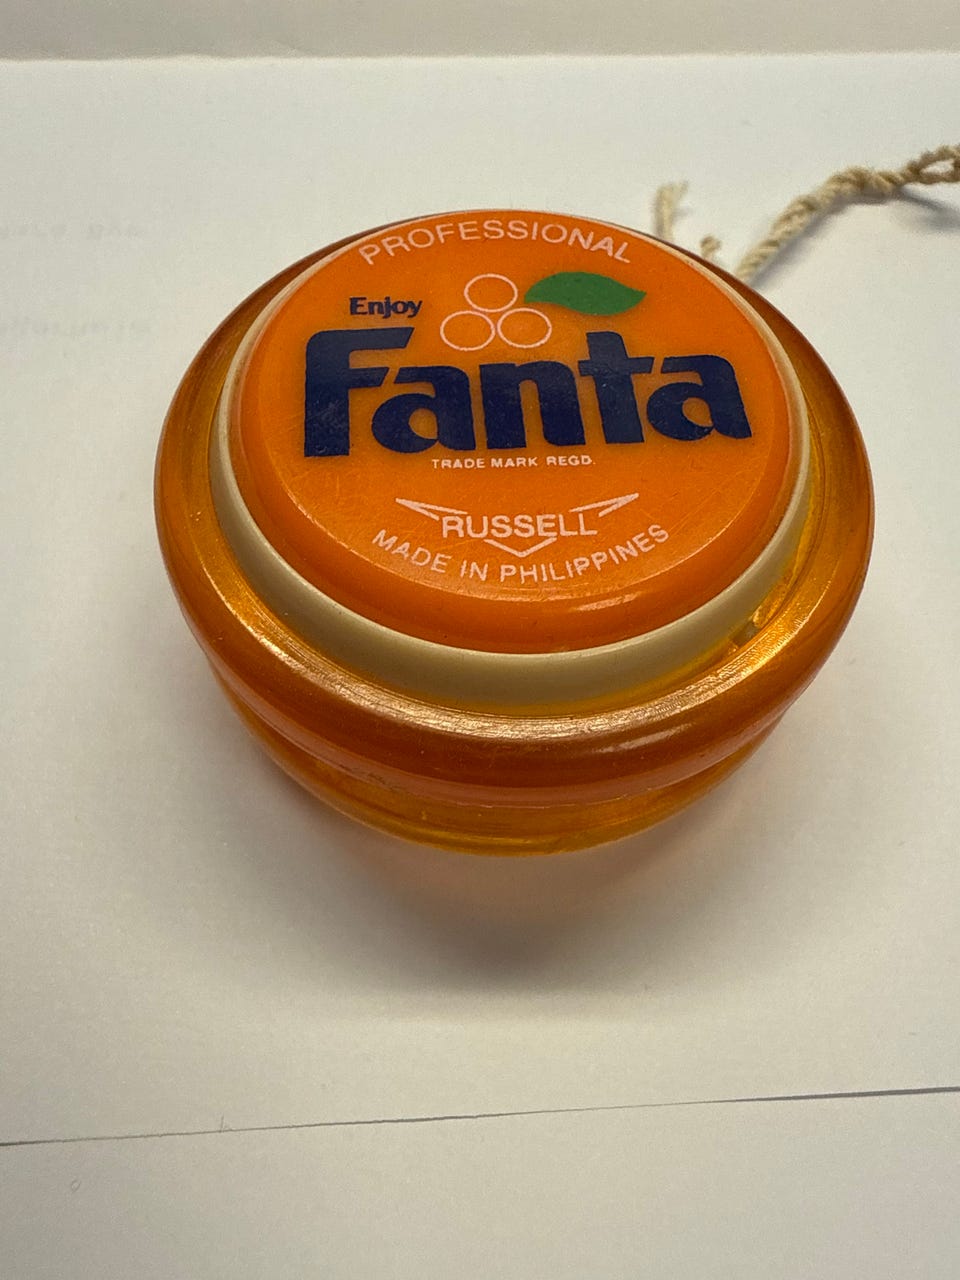 PROFESSIONAL
Enjoy
Fanta
TRADE MARK REGD.
RUSSELL
MADE IN PHILIPPINES